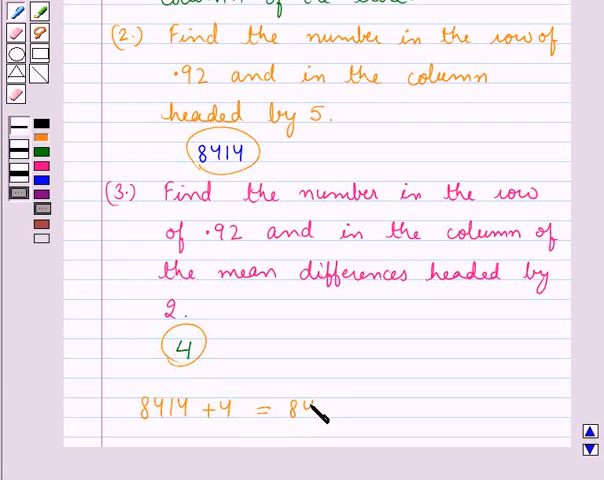 (2.) Find the number in the row of
.92 and in the column
headed by 5.
8414
(3.) Find the number in the row
of .92 and in the column of
the mean differences headed by
2.
4
8414 + 4 = 84